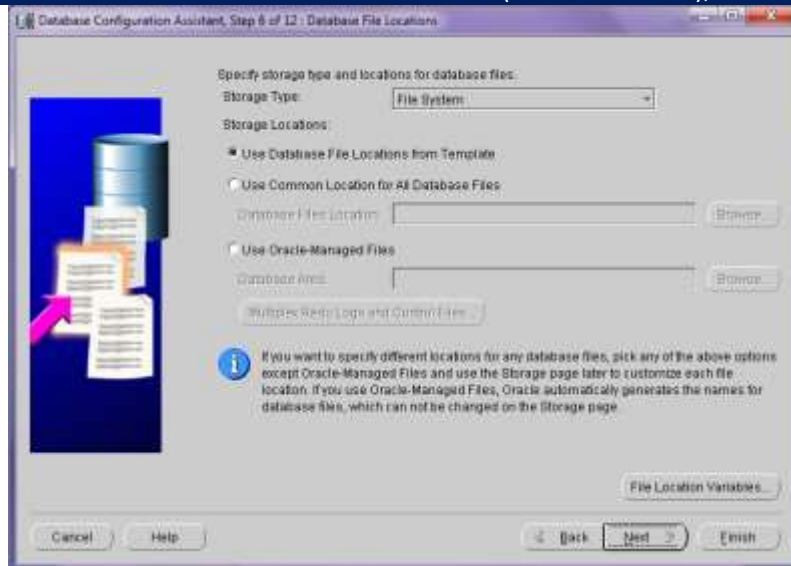 Database Configuration Assistant, Step 6 of 12 : Database File Locations
Specify storage type and locations for database files.
Storage Type:
File System
Storage Locations:
Use Database File Locations from Template
Use Common Location for All Database Files
Database Files Location:
Browse...
Use Oracle-Managed Files
Database Area:
Browse...
Multiplex Redo Logs and Control Files...
If you want to specify different locations for any database files, pick any of the above options
except Oracle-Managed Files and use the Storage page later to customize each file
location. If you use Oracle-Managed Files, Oracle automatically generates the names for
database files, which can not be changed on the Storage page.
File Location Variables...
Cancel
Help
Back
Next
Finish